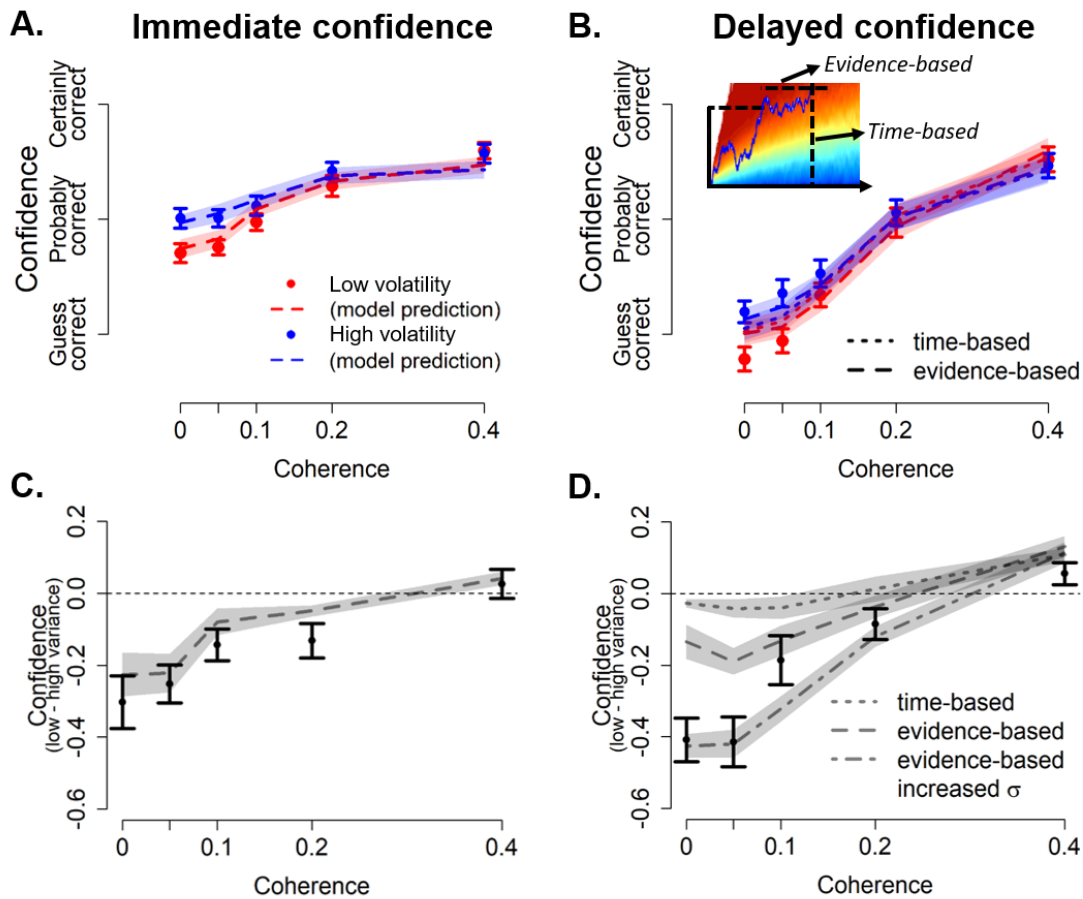 A. Immediate confidence
Confidence
Certainly
correct
Probably
correct
Guess
correct
Low volatility
(model prediction)
High volatility
(model prediction)
0 0.1 0.2 0.4
Coherence
B. Delayed confidence
Confidence
Certainly
correct
Probably
correct
Guess
correct
Evidence-based
Time-based
time-based
evidence-based
0 0.1 0.2 0.4
Coherence
C.
Confidence
(low - high variance)
0.2
0.0
-0.2
-0.4
-0.6
0 0.1 0.2 0.4
Coherence
D.
Confidence
(low - high variance)
0.2
0.0
-0.2
-0.4
-0.6
time-based
evidence-based
evidence-based
increased σ
0 0.1 0.2 0.4
Coherence